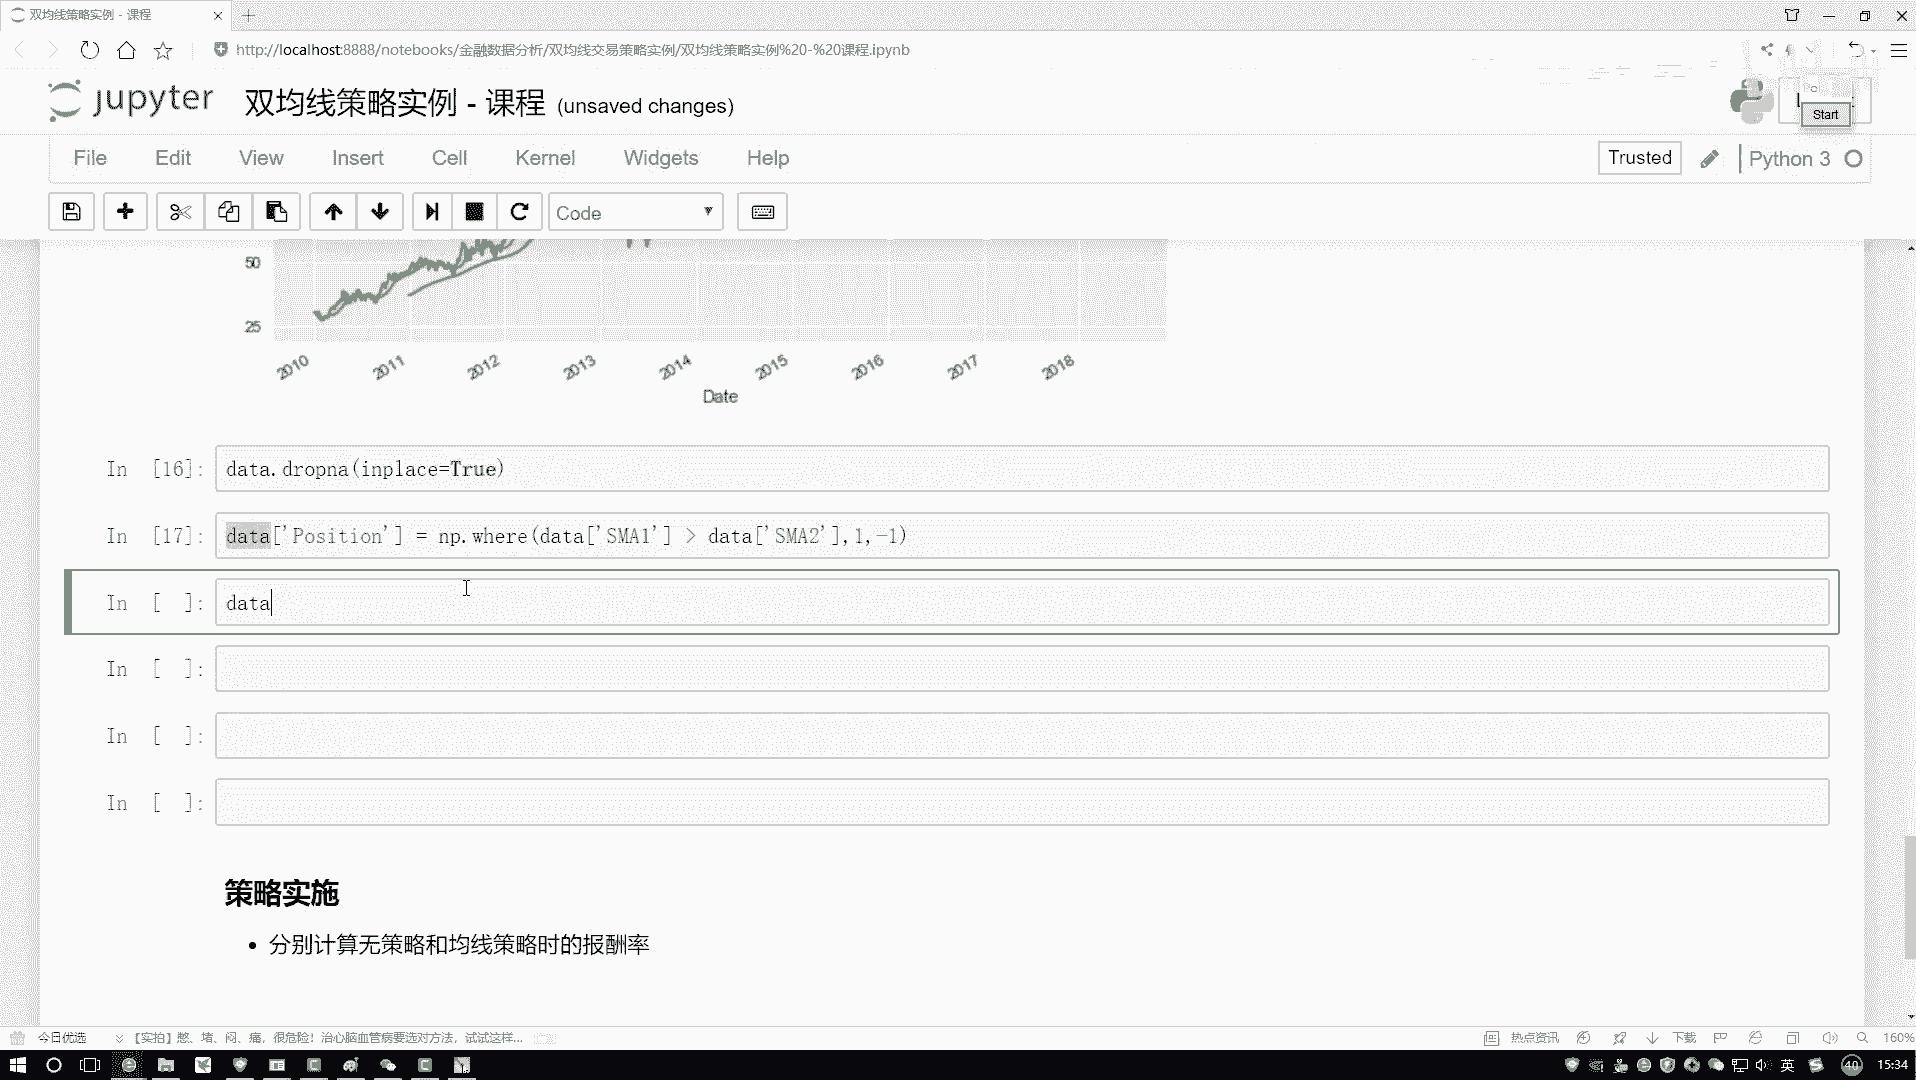 双均线策略实例 - 课程
http://localhost:8888/notebooks/金融数据分析/双均线交易策略实例/双均线策略实例%20-%20课程.ipynb
jupyter 双均线策略实例 - 课程 (unsaved changes)
Start
File Edit View Insert Cell Kernel Widgets Help
Trusted Python 3
Code
50
25
2010 2011 2012 2013 2014 2015 2016 2017 2018
Date
In [16]: data.dropna(inplace=True)
In [17]: data['Position'] = np.where(data['SMA1'] > data['SMA2'],1,-1)
In [ ]: data
In [ ]:
In [ ]:
In [ ]:
策略实施
• 分别计算无策略和均线策略时的报酬率
今日优选 【实拍】憋、堵、闷、痛，很危险！治心脑血管病要选对方法，试试这样... 热点资讯 下载 160%
英 40 15:34